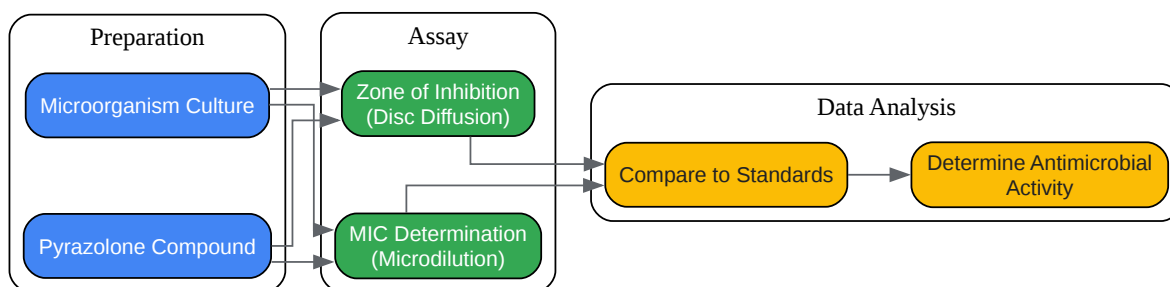 Preparation
Microorganism Culture
Pyrazolone Compound
Assay
Zone of Inhibition
(Disc Diffusion)
MIC Determination
(Microdilution)
Data Analysis
Compare to Standards
Determine Antimicrobial
Activity